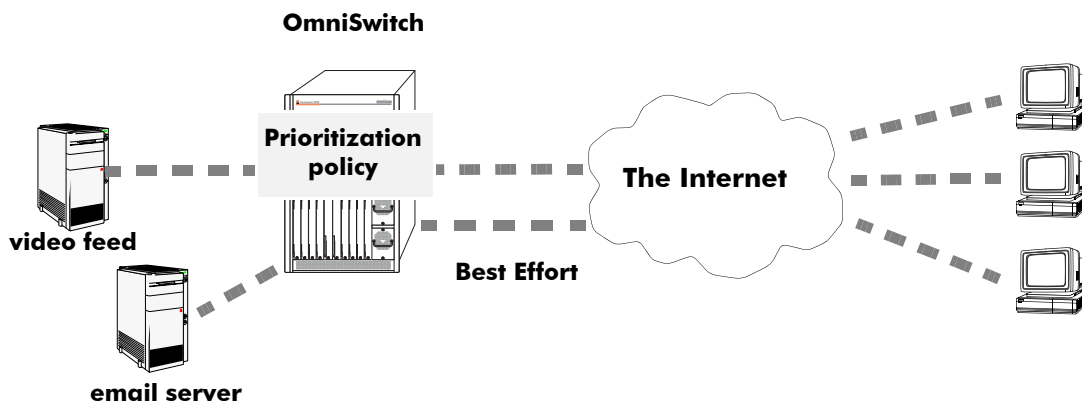 OmniSwitch
Prioritization
policy
The Internet
video feed
Best Effort
email server